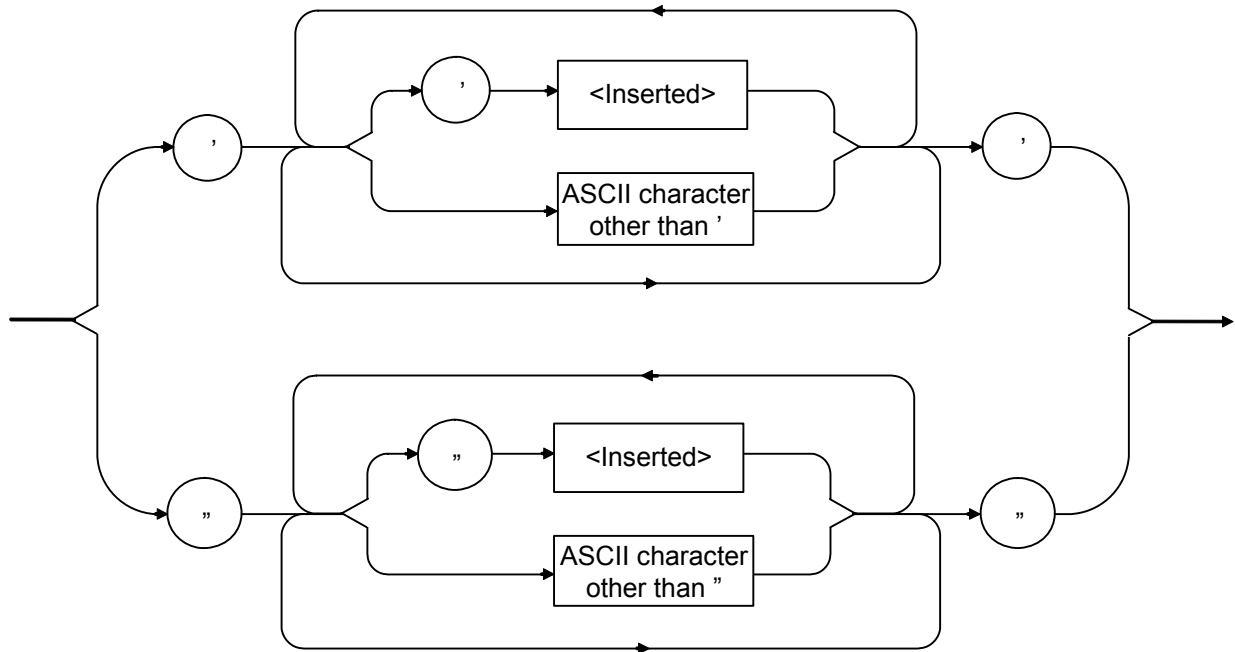 ’
<Inserted>
’
’
ASCII character
other than ’
”
<Inserted>
”
”
ASCII character
other than ”